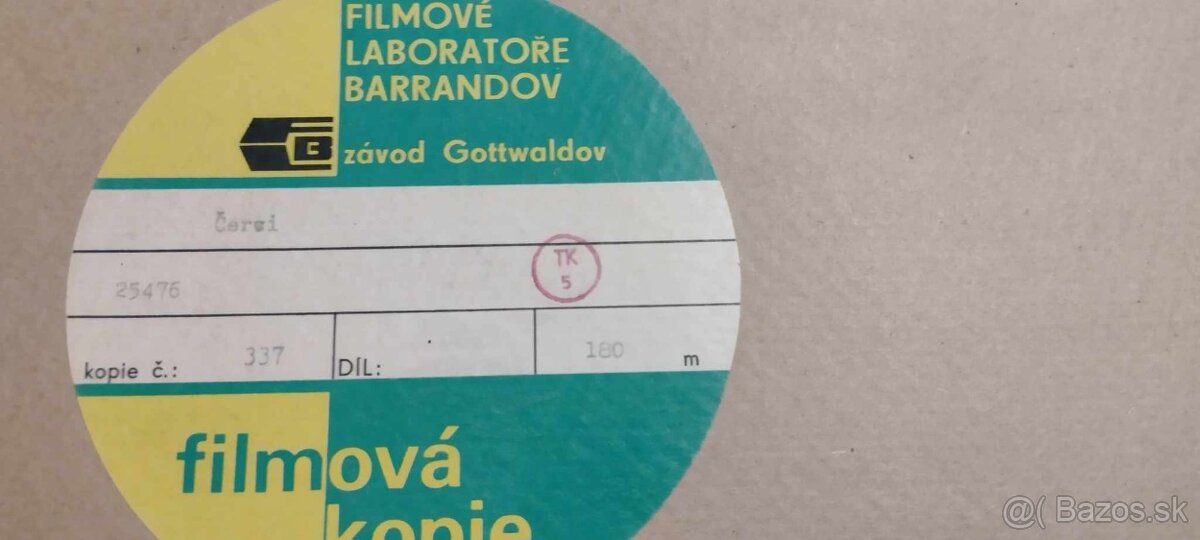 FILMOVÉ
LABORATOŘE
BARRANDOV
B závod Gottwaldov
Červi
25476
TK
5
kopie č.: 337 DÍL: 180 m
filmová
kopie
@( Bazos.sk